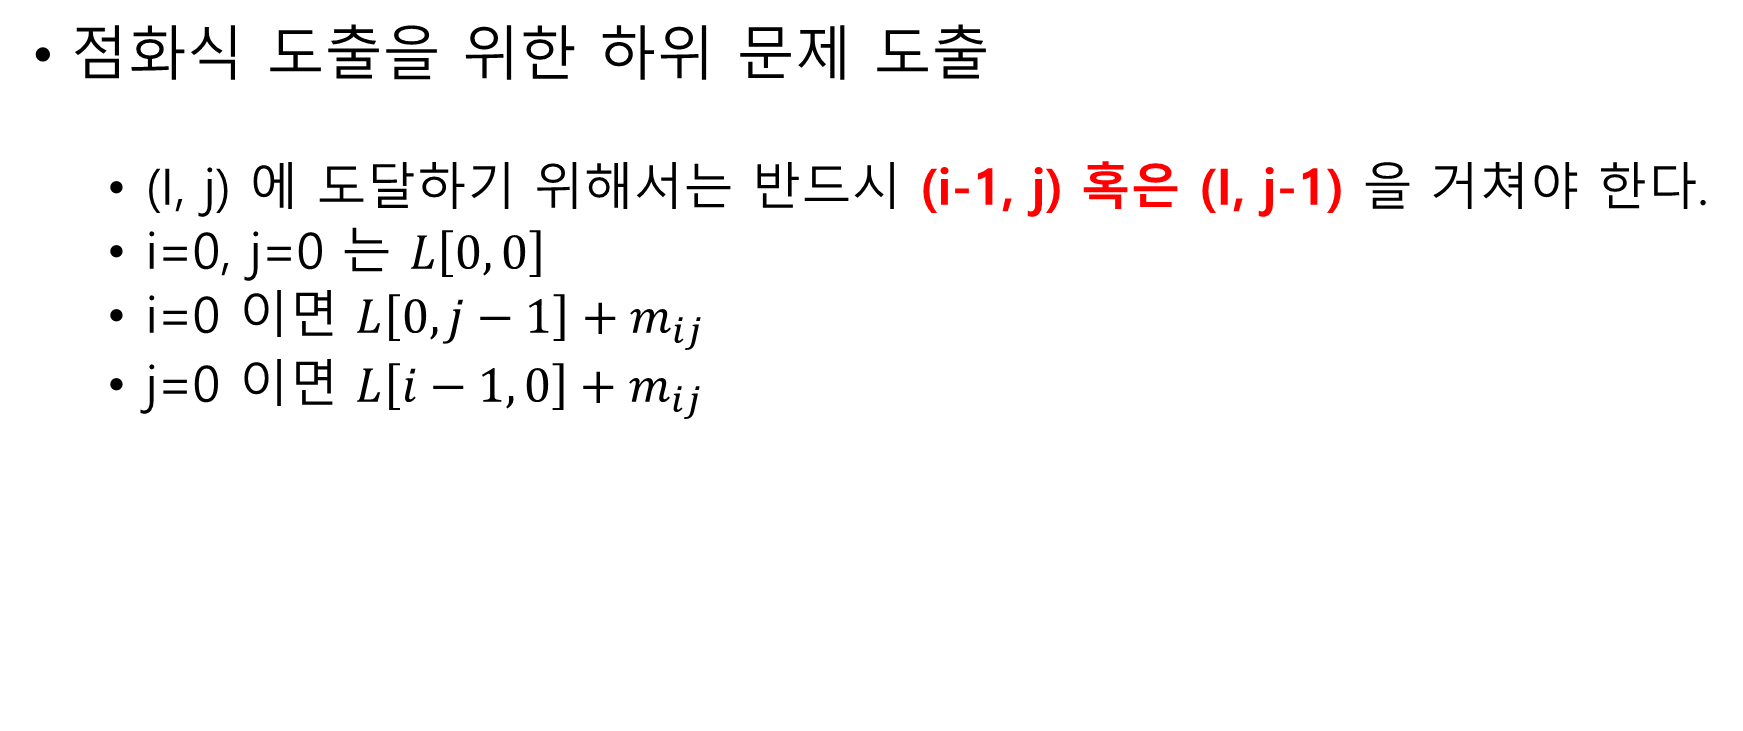 • 점화식 도출을 위한 하위 문제 도출
• (I, j) 에 도달하기 위해서는 반드시 (i-1, j) 혹은 (I, j-1) 을 거쳐야 한다.
• i=0, j=0 는 𝐿[0, 0]
• i=0 이면 𝐿[0, 𝑗 − 1] + 𝑚𝑖𝑗
• j=0 이면 𝐿[𝑖 − 1, 0] + 𝑚𝑖𝑗